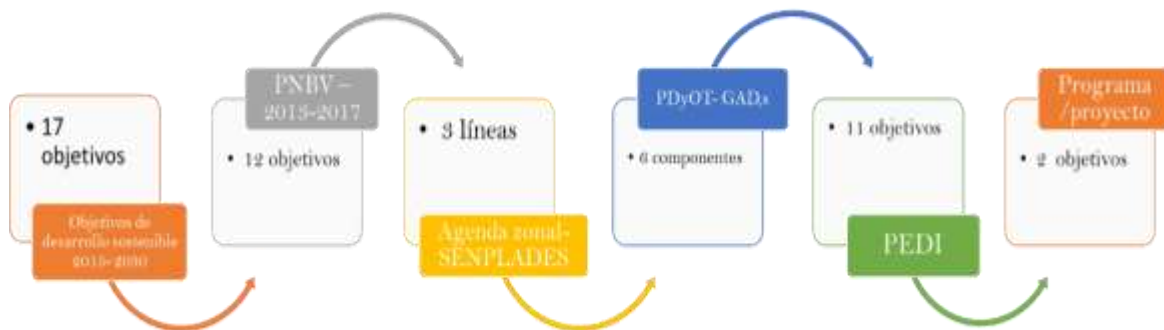 • 17
objetivos
Objetivos de
desarrollo sostenible
2015-2030
PNBV –
2013-2017
• 12 objetivos
• 3 líneas
Agenda zonal-
SENPLADES
PDyOT- GAD,s
• 6 componentes
• 11 objetivos
PEDI
Programa
/proyecto
• 2 objetivos